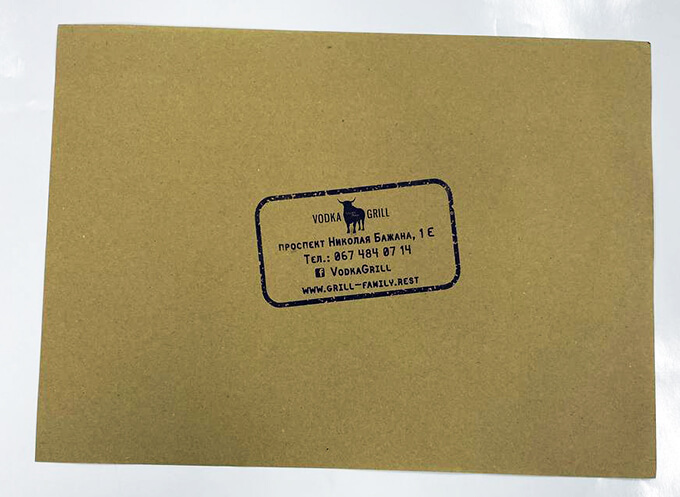 VODKA GRILL
проспект Николая Бажана, 1 Е
Тел.: 067 484 07 14
f VodkaGrill
www.grill-family.rest